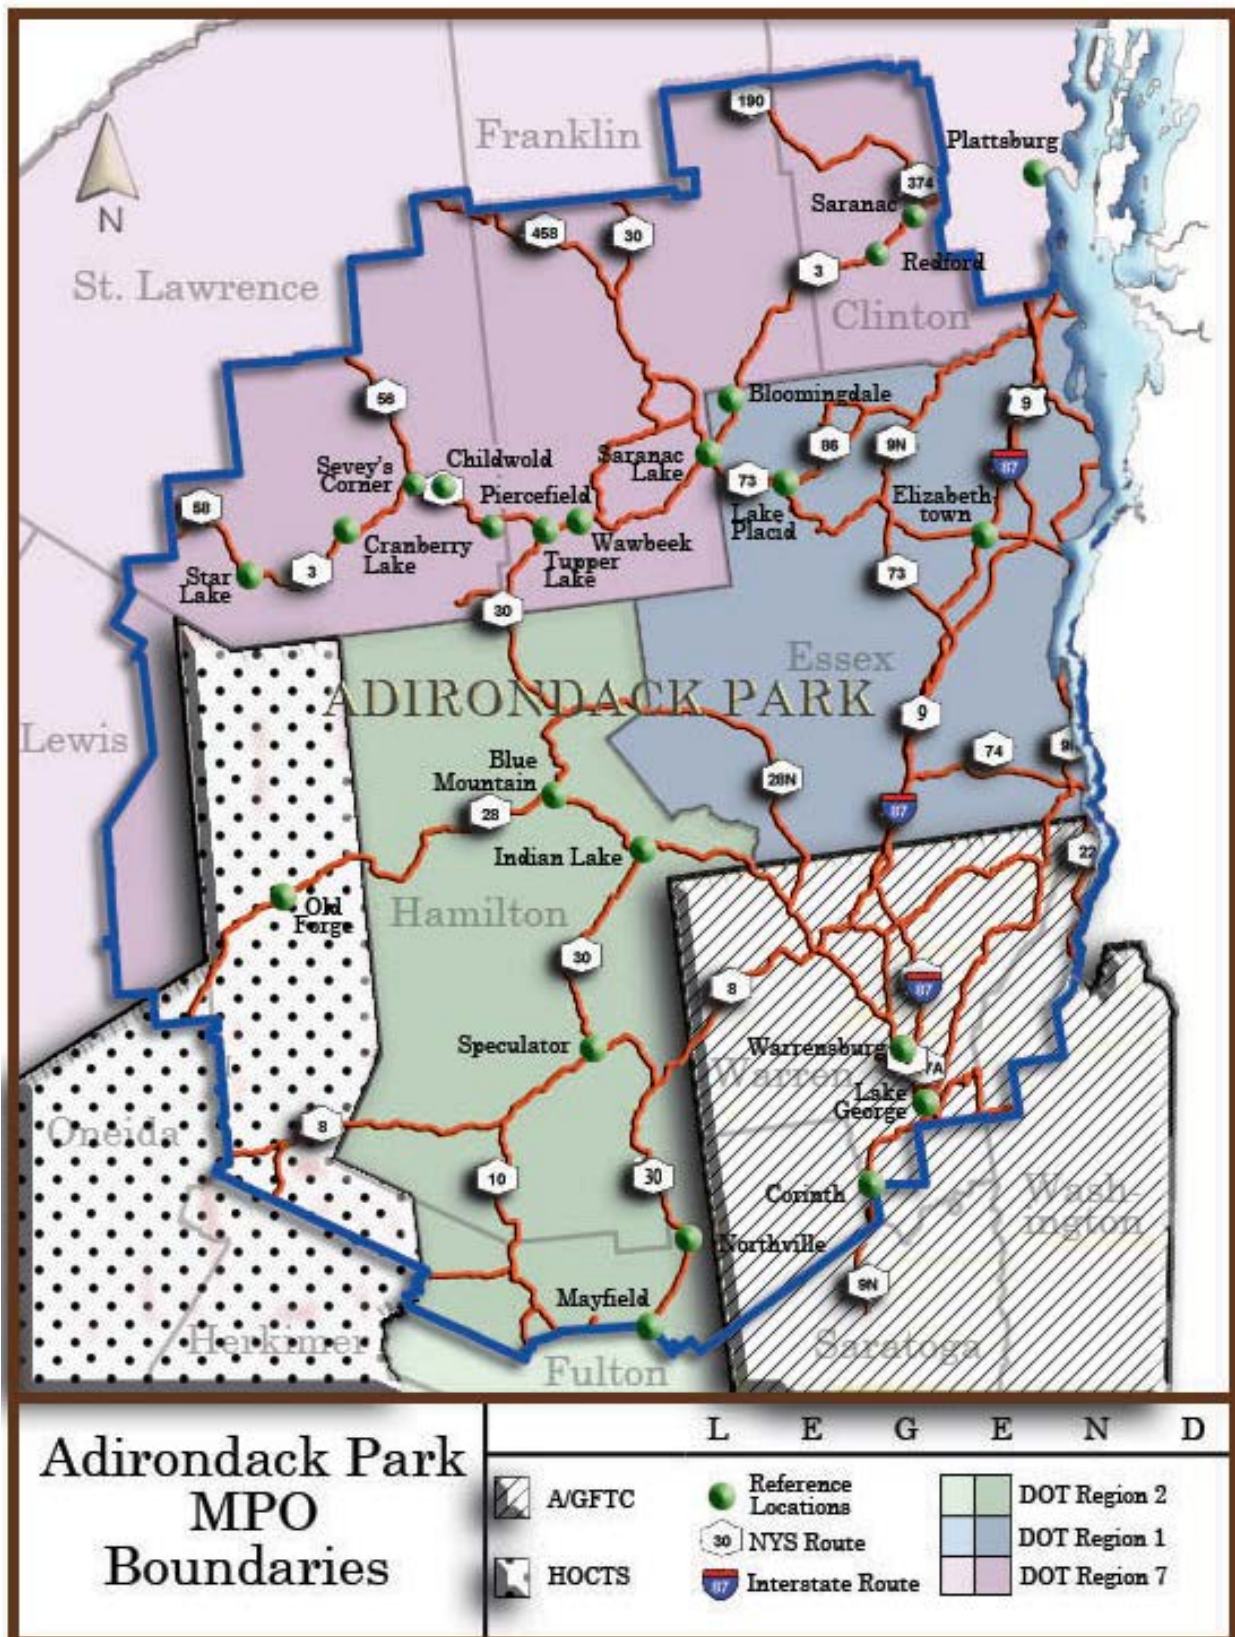 190
Franklin
Plattsburg
N
374
Saranac
458
30
Redford
St. Lawrence
3
Clinton
56
Bloomingdale
9
86
9N
Sevey's
Corner
Childwold
Saranac
Lake
87
Piercefield
73
Elizabeth-
town
58
Lake
Placid
Cranberry
Lake
Wawbeek
Tupper
Lake
Star
Lake
3
73
30
Essex
ADIRONDACK PARK
Lewis
9
74
Blue
Mountain
28N
28
87
Indian Lake
22
Old
Forge
Hamilton
30
8
87
Speculator
Warrensburg
Warren
7A
Lake
George
Oneida
8
10
30
Corinth
Wash-
ington
Northville
9N
Mayfield
Herkimer
Fulton
Saratoga
Adirondack Park
MPO
Boundaries
LEGEND
A/GFTC
HOCTS
Reference
Locations
30 NYS Route
87 Interstate Route
DOT Region 2
DOT Region 1
DOT Region 7